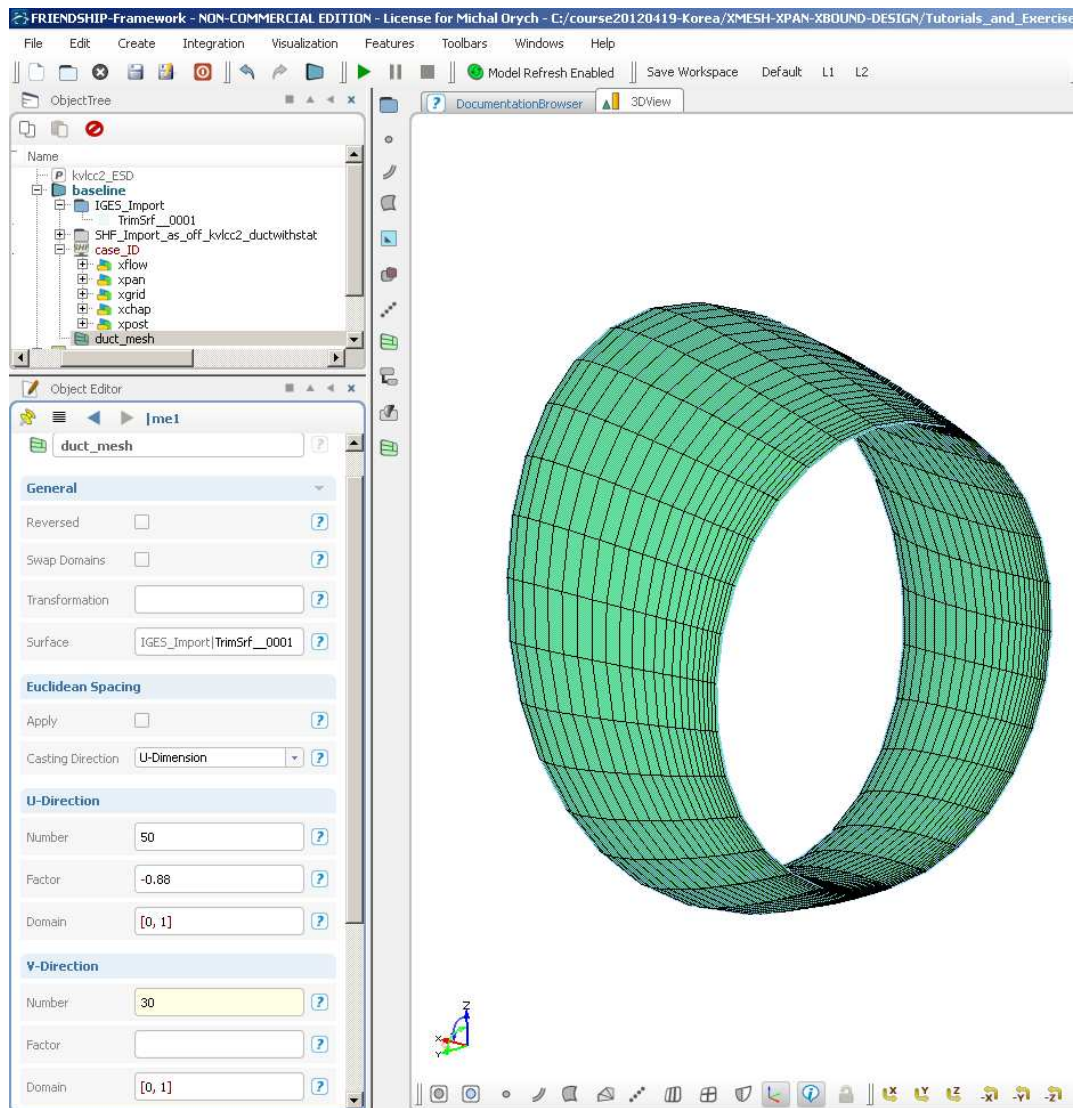 FRIENDSHIP-Framework - NON-COMMERCIAL EDITION - License for Michal Orych - C:/course20120419-Korea/XMESH-XPAN-XBOUND-DESIGN/Tutorials_and_Exercise
File Edit Create Integration Visualization Features Toolbars Windows Help
Model Refresh Enabled Save Workspace Default L1 L2
ObjectTree
DocumentationBrowser 3DView
Name
kvlcc2_ESD
baseline
IGES_Import
TrimSrf__0001
SHF_Import_as_off_kvlcc2_ductwithstat
case_ID
xflow
xpan
xgrid
xchap
xpost
duct_mesh
Object Editor
|me1
duct_mesh
General
Reversed
Swap Domains
Transformation
Surface IGES_Import|TrimSrf__0001
Euclidean Spacing
Apply
Casting Direction U-Dimension
U-Direction
Number 50
Factor -0.88
Domain [0, 1]
V-Direction
Number 30
Factor
Domain [0, 1]
Z
X
Y
X Y Z -X -Y -Z